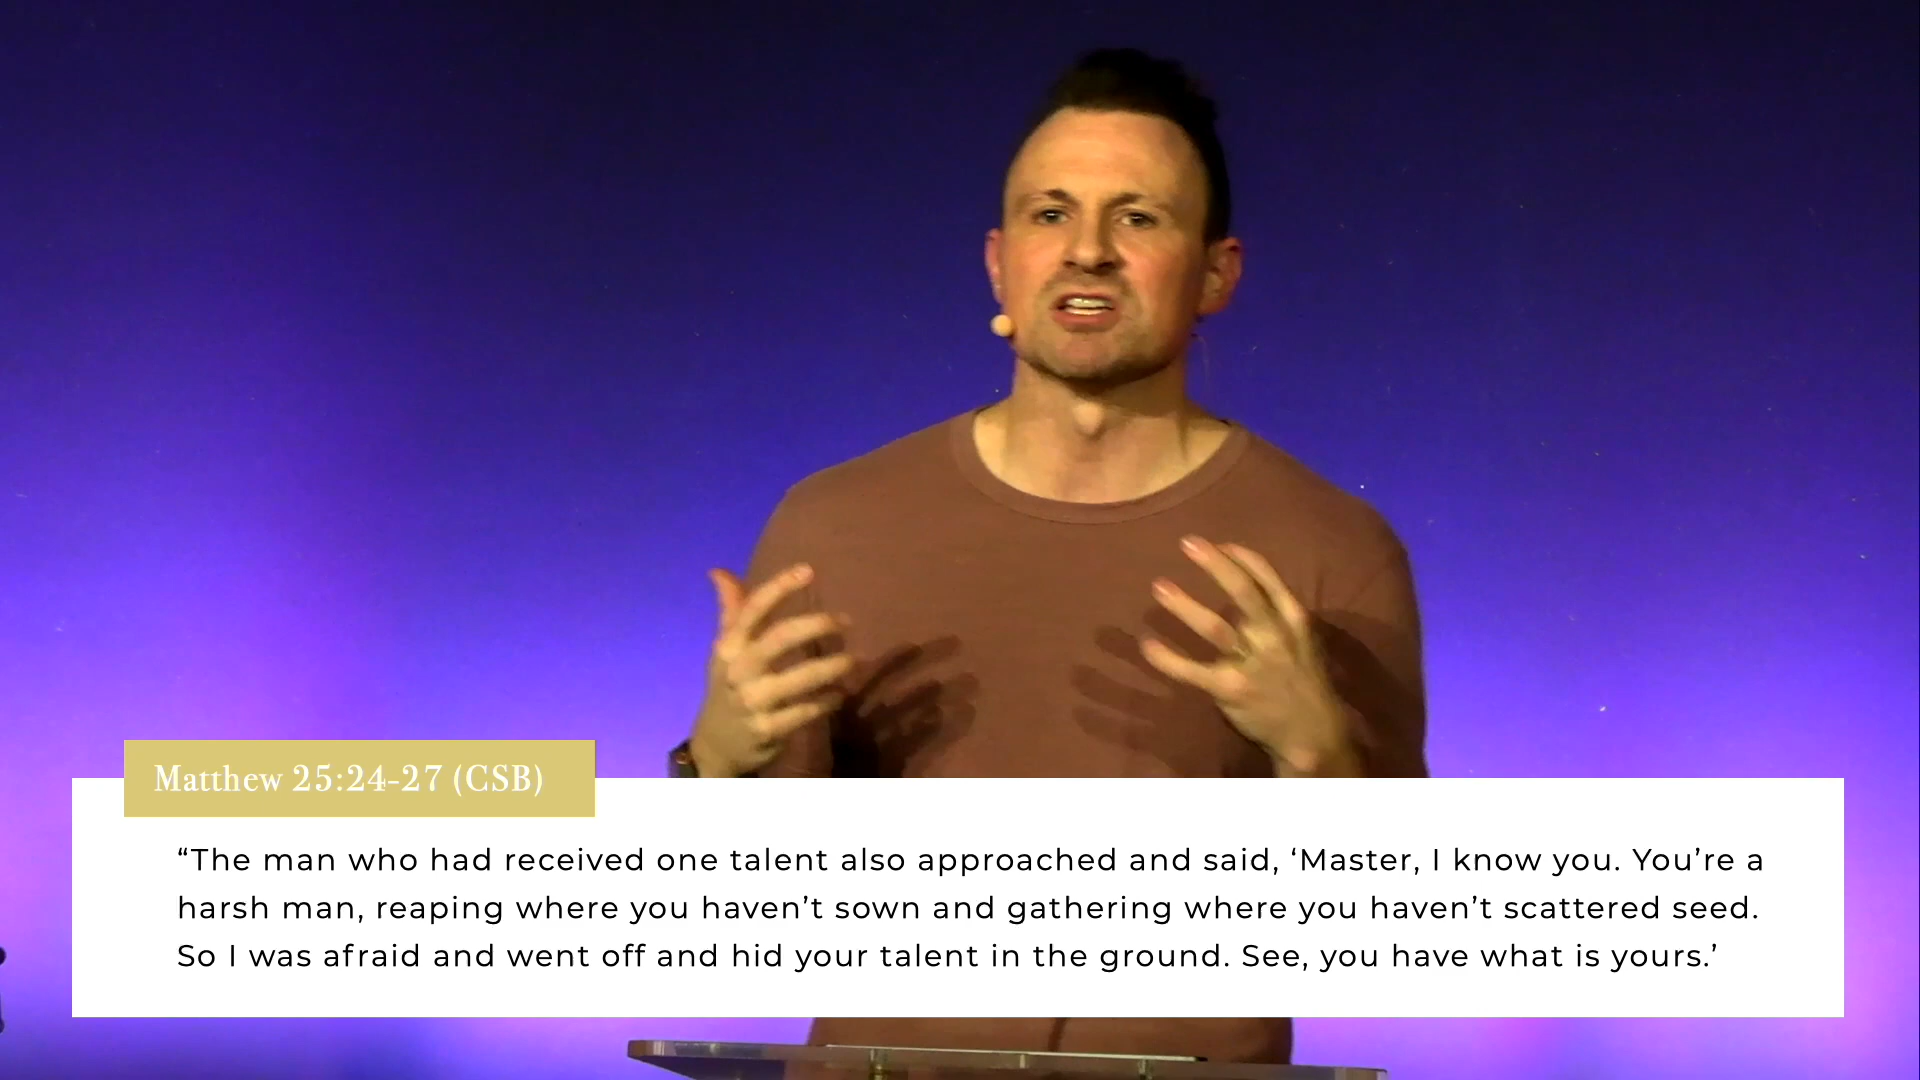 Matthew 25:24-27 (CSB)
“The man who had received one talent also approached and said, ‘Master, I know you. You’re a
harsh man, reaping where you haven’t sown and gathering where you haven’t scattered seed.
So I was afraid and went off and hid your talent in the ground. See, you have what is yours.’